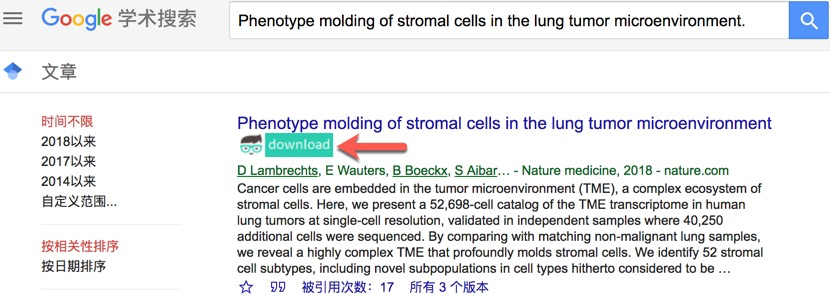 Google 学术搜索
Phenotype molding of stromal cells in the lung tumor microenvironment.
文章
时间不限
2018以来
2017以来
2014以来
自定义范围...
按相关性排序
按日期排序
Phenotype molding of stromal cells in the lung tumor microenvironment
download
D Lambrechts, E Wauters, B Boeckx, S Aibar… - Nature medicine, 2018 - nature.com
Cancer cells are embedded in the tumor microenvironment (TME), a complex ecosystem of
stromal cells. Here, we present a 52,698-cell catalog of the TME transcriptome in human
lung tumors at single-cell resolution, validated in independent samples where 40,250
additional cells were sequenced. By comparing with matching non-malignant lung samples,
we reveal a highly complex TME that profoundly molds stromal cells. We identify 52 stromal
cell subtypes, including novel subpopulations in cell types hitherto considered to be …
被引用次数：17 所有 3 个版本